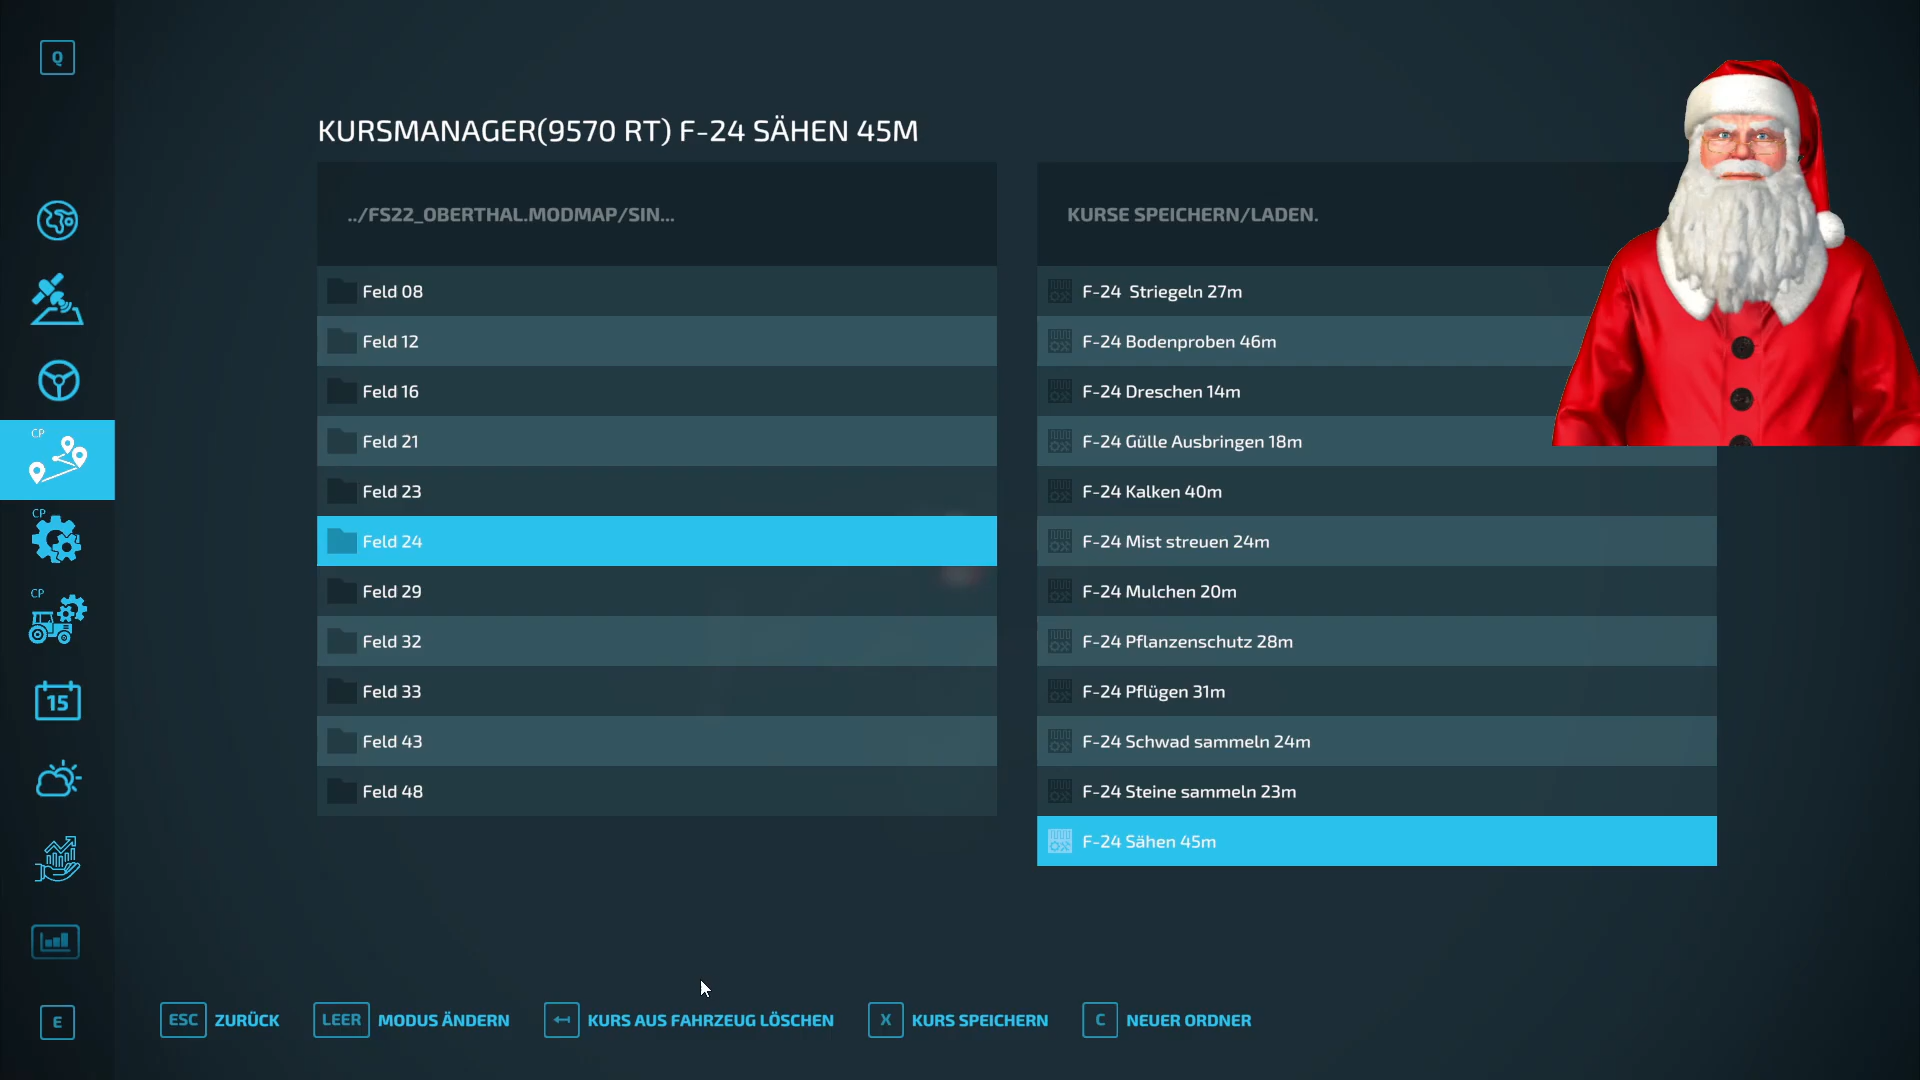 Q
KURSMANAGER(9570 RT) F-24 SÄHEN 45M
../FS22_OBERTHAL.MODMAP/SIN...
KURSE SPEICHERN/LADEN.
Feld 08
Feld 12
Feld 16
Feld 21
Feld 23
Feld 24
Feld 29
Feld 32
Feld 33
Feld 43
Feld 48
F-24  Striegeln 27m
F-24 Bodenproben 46m
F-24 Dreschen 14m
F-24 Gülle Ausbringen 18m
F-24 Kalken 40m
F-24 Mist streuen 24m
F-24 Mulchen 20m
F-24 Pflanzenschutz 28m
F-24 Pflügen 31m
F-24 Schwad sammeln 24m
F-24 Steine sammeln 23m
F-24 Sähen 45m
CP
CP
CP
15
E
ESC ZURÜCK LEER MODUS ÄNDERN KURS AUS FAHRZEUG LÖSCHEN X KURS SPEICHERN C NEUER ORDNER